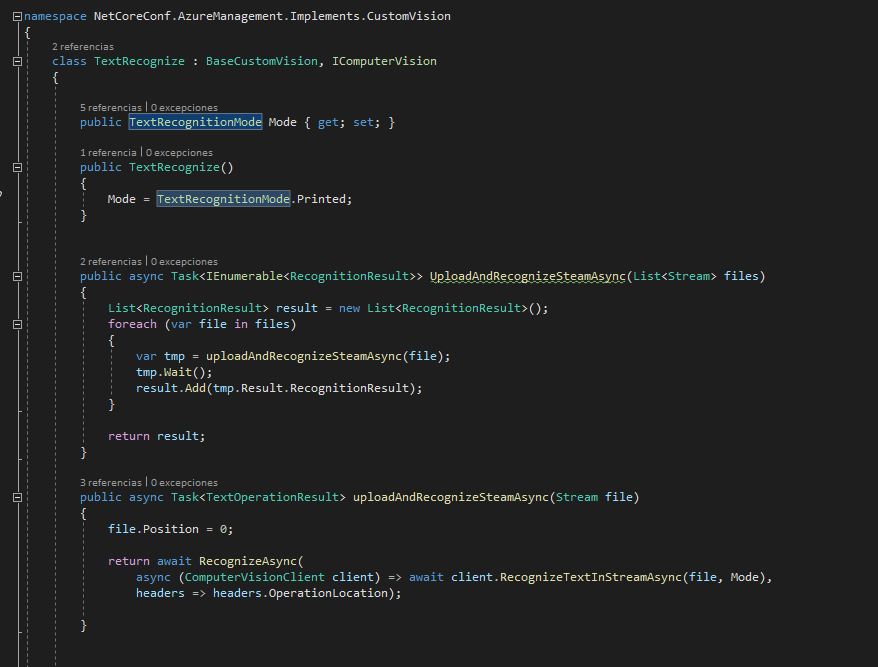 namespace NetCoreConf.AzureManagement.Implements.CustomVision
{
2 referencias
class TextRecognize : BaseCustomVision, IComputerVision
{
5 referencias | 0 excepciones
public TextRecognitionMode Mode { get; set; }
1 referencia | 0 excepciones
public TextRecognize()
{
Mode = TextRecognitionMode.Printed;
}
2 referencias | 0 excepciones
public async Task<IEnumerable<RecognitionResult>> UploadAndRecognizeSteamAsync(List<Stream> files)
{
List<RecognitionResult> result = new List<RecognitionResult>();
foreach (var file in files)
{
var tmp = uploadAndRecognizeSteamAsync(file);
tmp.Wait();
result.Add(tmp.Result.RecognitionResult);
}
return result;
}
3 referencias | 0 excepciones
public async Task<TextOperationResult> uploadAndRecognizeSteamAsync(Stream file)
{
file.Position = 0;
return await RecognizeAsync(
async (ComputerVisionClient client) => await client.RecognizeTextInStreamAsync(file, Mode),
headers => headers.OperationLocation);
}